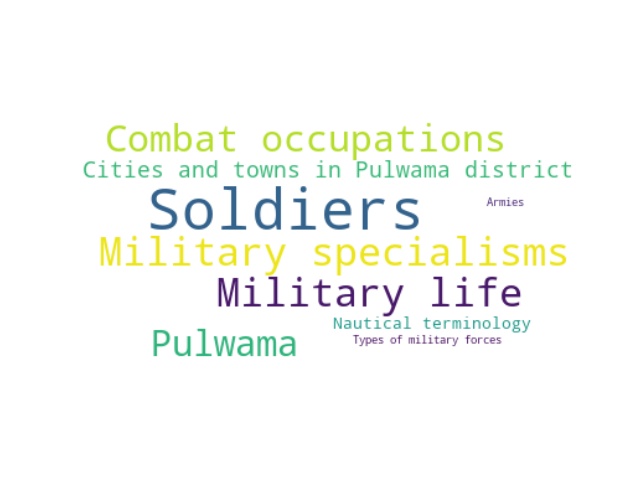 Combat occupations
Cities and towns in Pulwama district
Soldiers
Armies
Military specialisms
Military life
Nautical terminology
Pulwama
Types of military forces